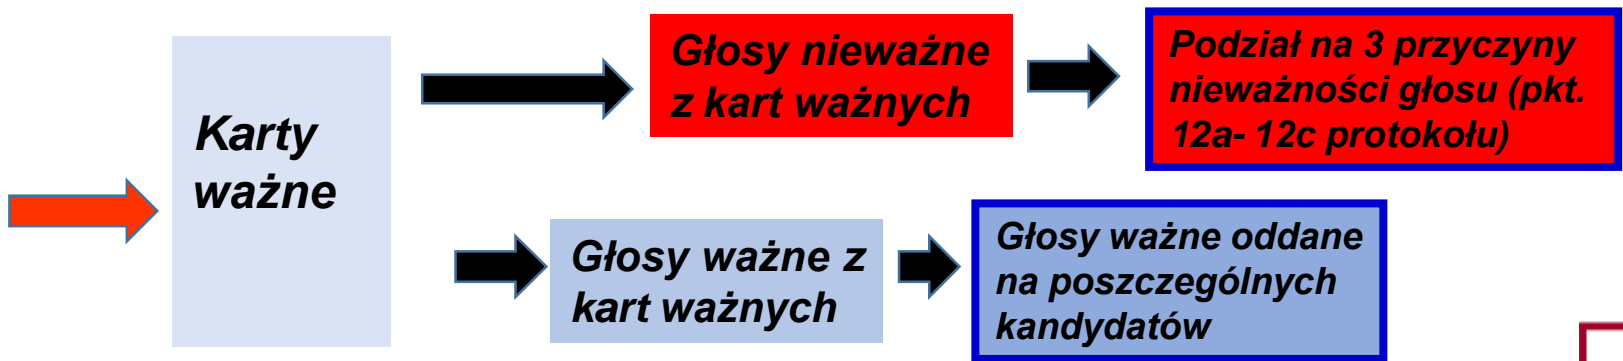 Karty
ważne
Głosy nieważne
z kart ważnych
Podział na 3 przyczyny
nieważności głosu (pkt.
12a- 12c protokołu)
Głosy ważne z
kart ważnych
Głosy ważne oddane
na poszczególnych
kandydatów